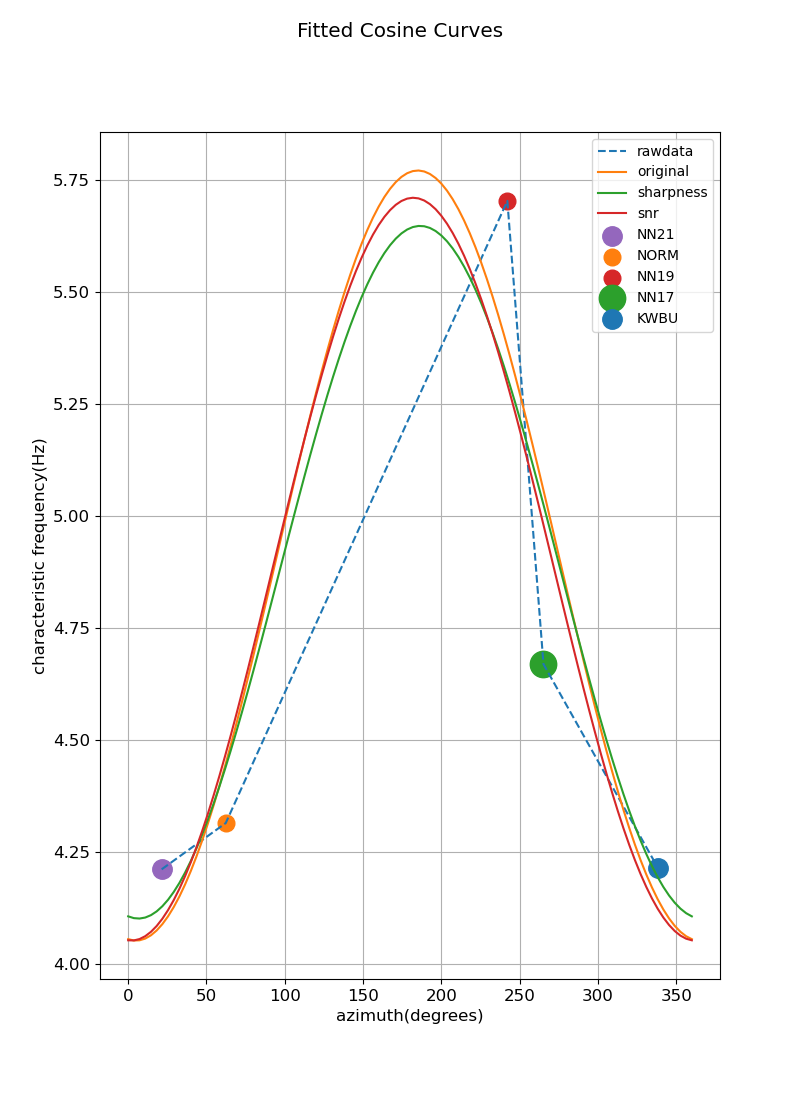 Fitted Cosine Curves
rawdata
original
sharpness
snr
NN21
NORM
NN19
NN17
KWBU
characteristic frequency(Hz)
5.75
5.50
5.25
5.00
4.75
4.50
4.25
4.00
0 50 100 150 200 250 300 350
azimuth(degrees)